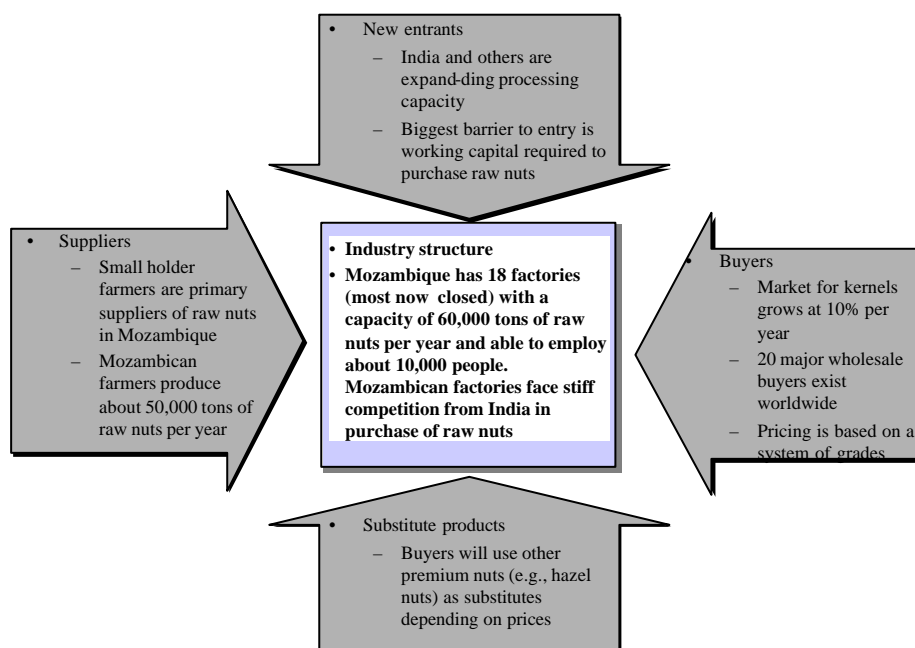 • New entrants
– India and others are
expand-ding processing
capacity
– Biggest barrier to entry is
working capital required to
purchase raw nuts
• Suppliers
– Small holder
farmers are primary
suppliers of raw nuts
in Mozambique
– Mozambican
farmers produce
about 50,000 tons of
raw nuts per year
• Industry structure
• Mozambique has 18 factories
(most now closed) with a
capacity of 60,000 tons of raw
nuts per year and able to employ
about 10,000 people.
Mozambican factories face stiff
competition from India in
purchase of raw nuts
• Buyers
– Market for kernels
grows at 10% per
year
– 20 major wholesale
buyers exist
worldwide
– Pricing is based on a
system of grades
• Substitute products
– Buyers will use other
premium nuts (e.g., hazel
nuts) as substitutes
depending on prices